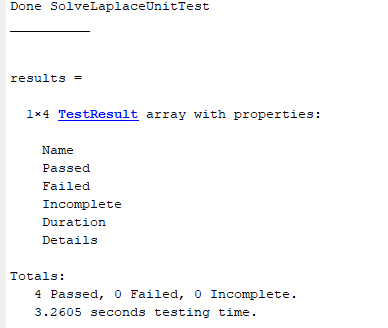 Done SolveLaplaceUnitTest
__________
results =
1×4 TestResult array with properties:
Name
Passed
Failed
Incomplete
Duration
Details
Totals:
4 Passed, 0 Failed, 0 Incomplete.
3.2605 seconds testing time.